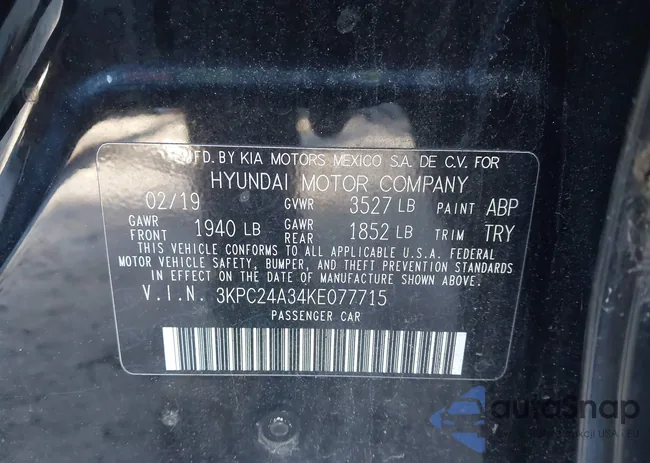 MFD. BY KIA MOTORS MEXICO S.A. DE C.V. FOR
HYUNDAI MOTOR COMPANY
02/19 GVWR 3527 LB PAINT ABP
GAWR FRONT 1940 LB GAWR REAR 1852 LB TRIM TRY
THIS VEHICLE CONFORMS TO ALL APPLICABLE U.S.A. FEDERAL
MOTOR VEHICLE SAFETY, BUMPER, AND THEFT PREVENTION STANDARDS
IN EFFECT ON THE DATE OF MANUFACTURE SHOWN ABOVE.
V.I.N. 3KPC24A34KE077715
PASSENGER CAR
autoSnap